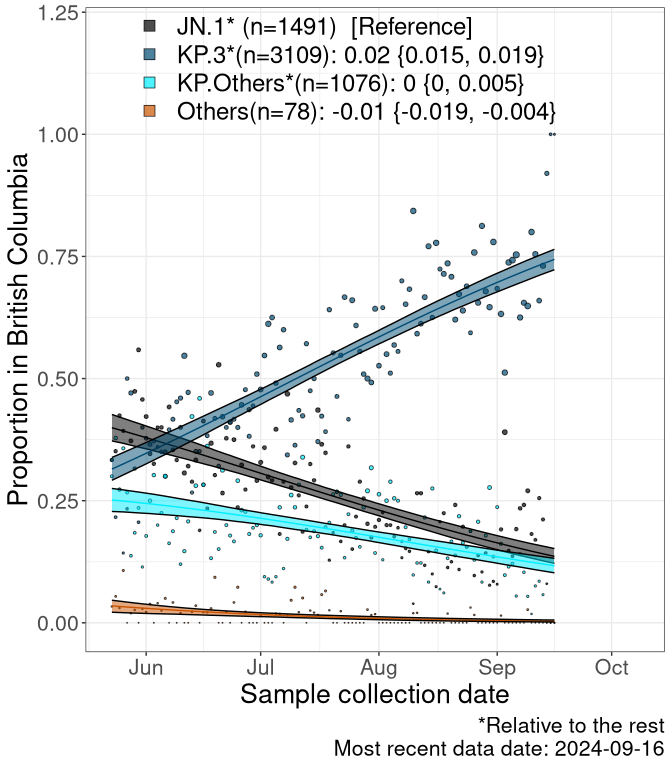 JN.1* (n=1491)  [Reference]
KP.3*(n=3109): 0.02 {0.015, 0.019}
KP.Others*(n=1076): 0 {0, 0.005}
Others(n=78): -0.01 {-0.019, -0.004}
1.25
1.00
0.75
0.50
0.25
0.00
Proportion in British Columbia
Jun Jul Aug Sep Oct
Sample collection date
*Relative to the rest
Most recent data date: 2024-09-16